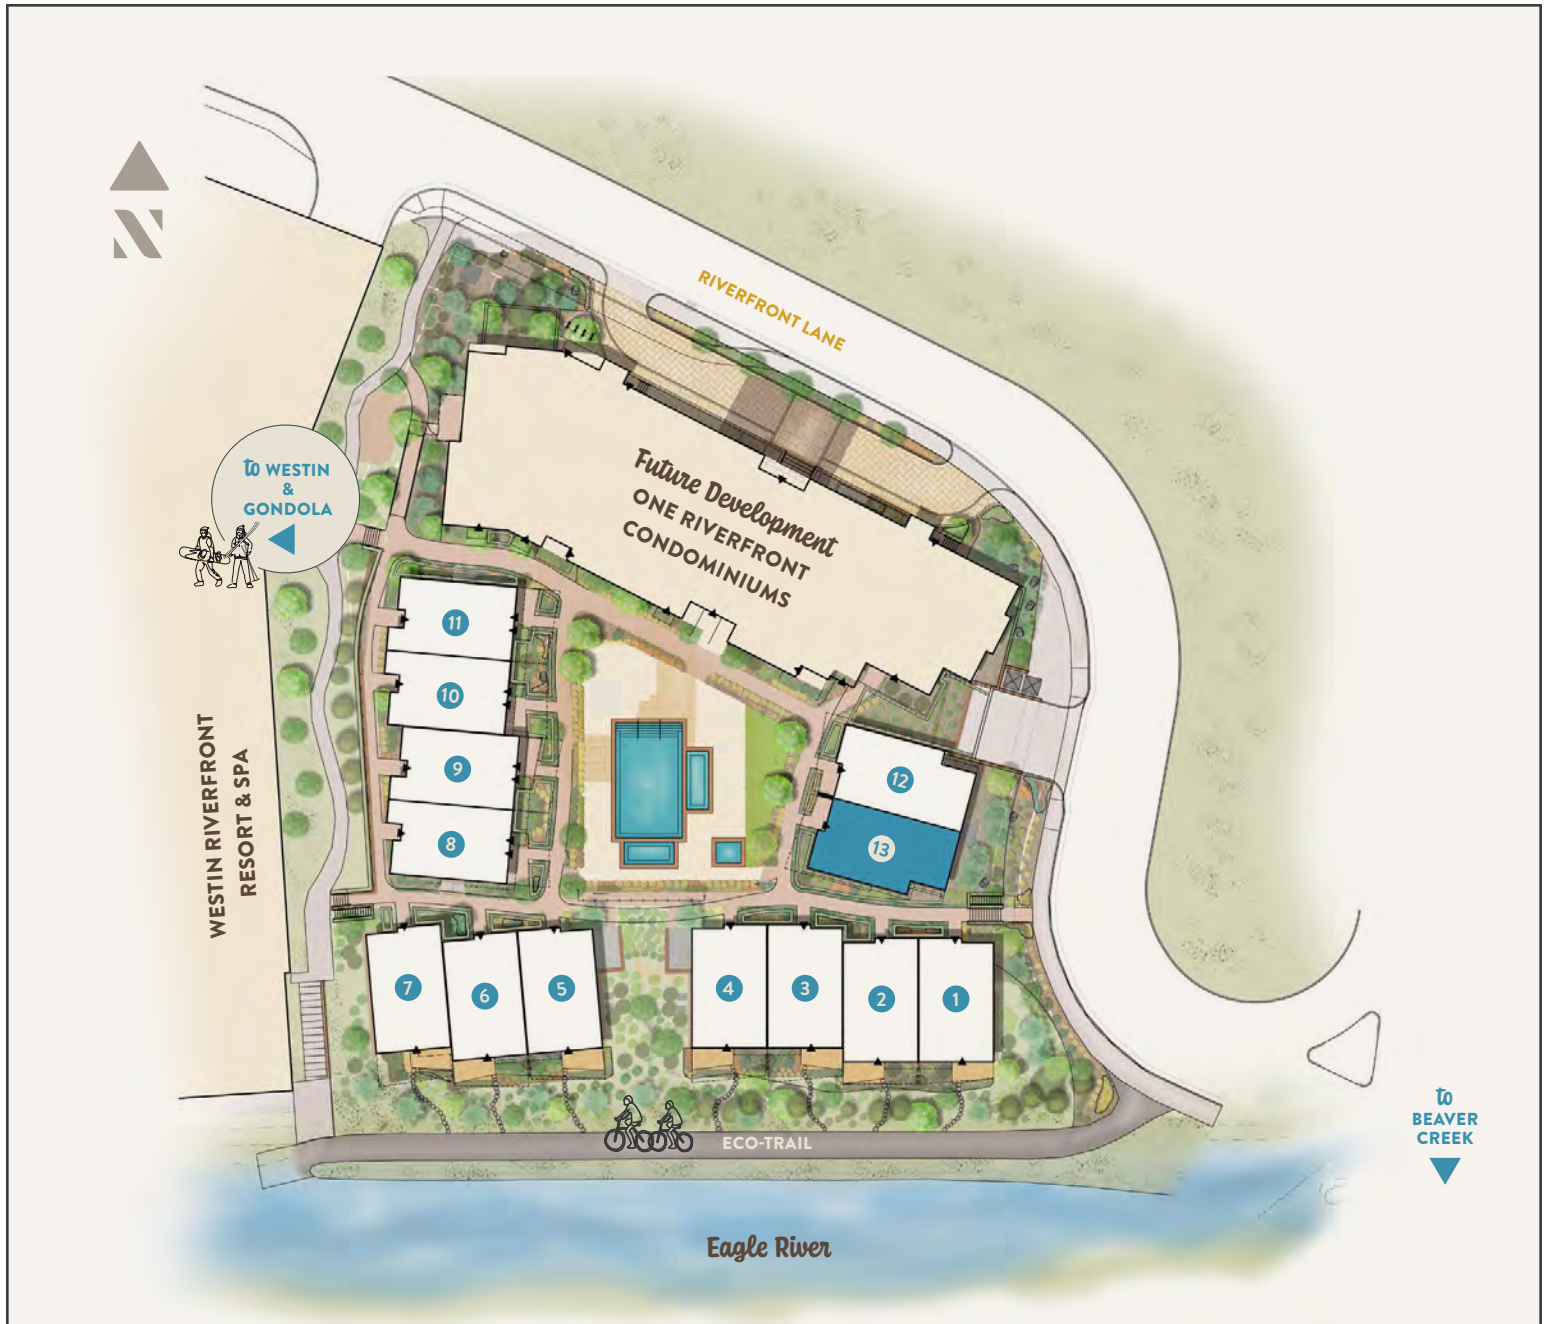 N
RIVERFRONT LANE
to WESTIN
&
GONDOLA
Future Development
ONE RIVERFRONT
CONDOMINIUMS
11
10
9
8
12
13
WESTIN RIVERFRONT
RESORT & SPA
7
6
5
4
3
2
1
ECO-TRAIL
to
BEAVER
CREEK
Eagle River